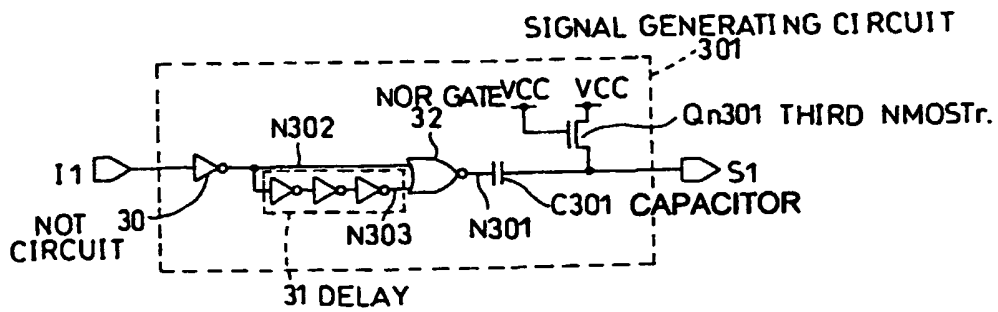 SIGNAL GENERATING CIRCUIT
301
VCC VCC
NOR GATE
32
Qn301 THIRD NMOSTr.
N302
I1
S1
30
NOT
CIRCUIT
N303
N301
C301 CAPACITOR
31 DELAY